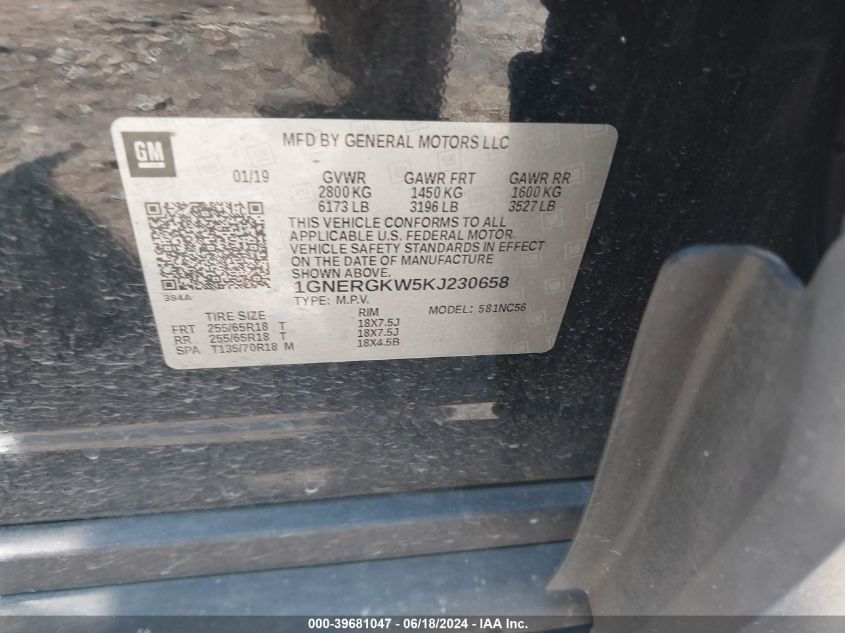 GM
MFD BY GENERAL MOTORS LLC
01/19 GVWR GAWR FRT GAWR RR
2800 KG 1450 KG 1600 KG
6173 LB 3196 LB 3527 LB
THIS VEHICLE CONFORMS TO ALL
APPLICABLE U.S. FEDERAL MOTOR
VEHICLE SAFETY STANDARDS IN EFFECT
ON THE DATE OF MANUFACTURE
SHOWN ABOVE.
394A
1GNERGKW5KJ230658
TYPE: M.P.V. MODEL: 581NC56
TIRE SIZE RIM
FRT 255/65R18 T 18X7.5J
RR 255/65R18 T 18X7.5J
SPA T135/70R18 M 18X4.5B
000-39681047 / 06/18/2024 - IAA Inc.